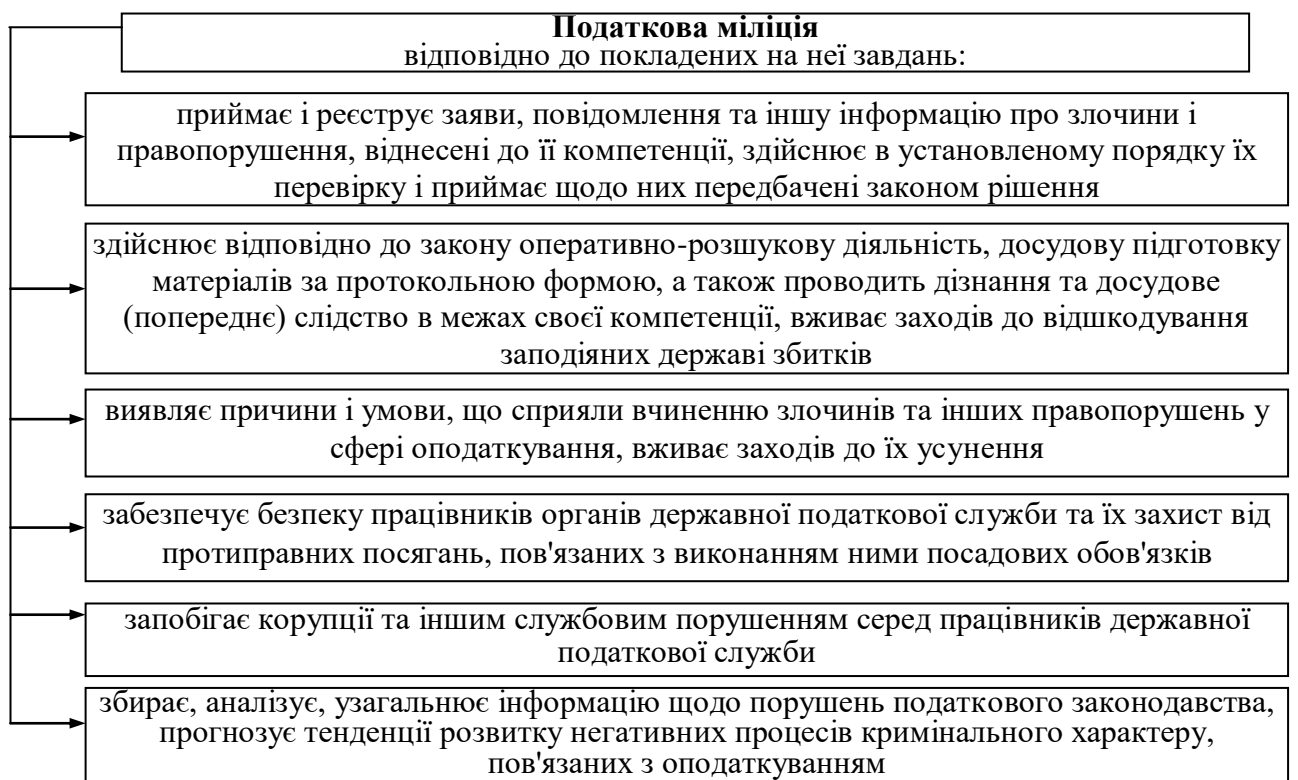 Податкова міліція
відповідно до покладених на неї завдань:
приймає і реєструє заяви, повідомлення та іншу інформацію про злочини і
правопорушення, віднесені до її компетенції, здійснює в установленому порядку їх
перевірку і приймає щодо них передбачені законом рішення
здійснює відповідно до закону оперативно-розшукову діяльність, досудову підготовку
матеріалів за протокольною формою, а також проводить дізнання та досудове
(попереднє) слідство в межах своєї компетенції, вживає заходів до відшкодування
заподіяних державі збитків
виявляє причини і умови, що сприяли вчиненню злочинів та інших правопорушень у
сфері оподаткування, вживає заходів до їх усунення
забезпечує безпеку працівників органів державної податкової служби та їх захист від
протиправних посягань, пов'язаних з виконанням ними посадових обов'язків
запобігає корупції та іншим службовим порушенням серед працівників державної
податкової служби
збирає, аналізує, узагальнює інформацію щодо порушень податкового законодавства,
прогнозує тенденції розвитку негативних процесів кримінального характеру,
пов'язаних з оподаткуванням